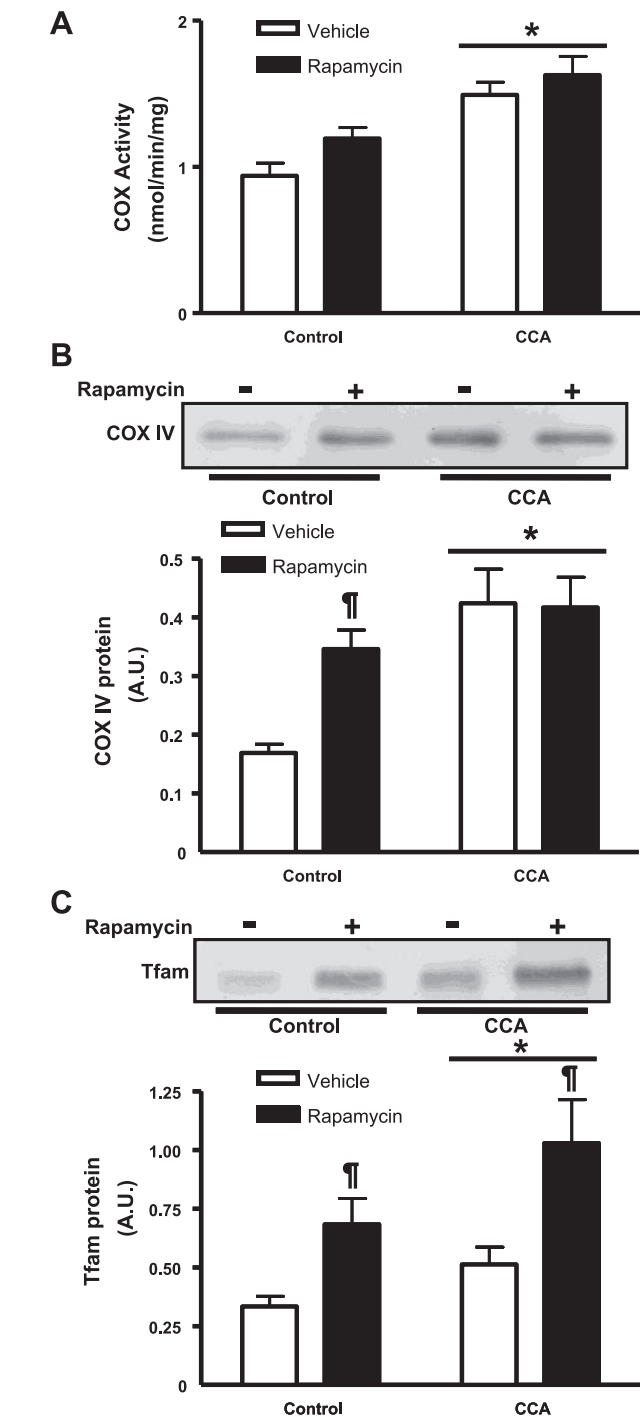 A
2
Vehicle
*
Rapamycin
COX Activity
(nmol/min/mg)
1
0
Control CCA
B
Rapamycin - + - +
COX IV
Control CCA
Vehicle
*
Rapamycin
0.5
¶
0.4
COX IV protein
(A.U.)
0.3
0.2
0.1
0
Control CCA
C
Rapamycin - + - +
Tfam
Control CCA
*
Vehicle
¶
1.25
Rapamycin
1.00
¶
0.75
Tfam protein
(A.U.)
0.50
0.25
0
Control CCA